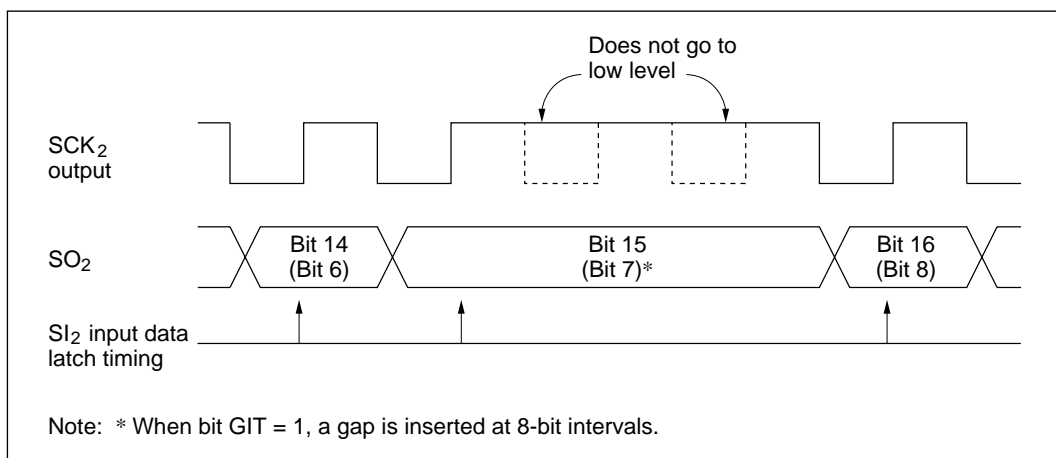 Does not go to
low level
SCK₂
output
Bit 14
(Bit 6)
Bit 15
(Bit 7)*
Bit 16
(Bit 8)
SO₂
SI₂ input data
latch timing
Note: * When bit GIT = 1, a gap is inserted at 8-bit intervals.